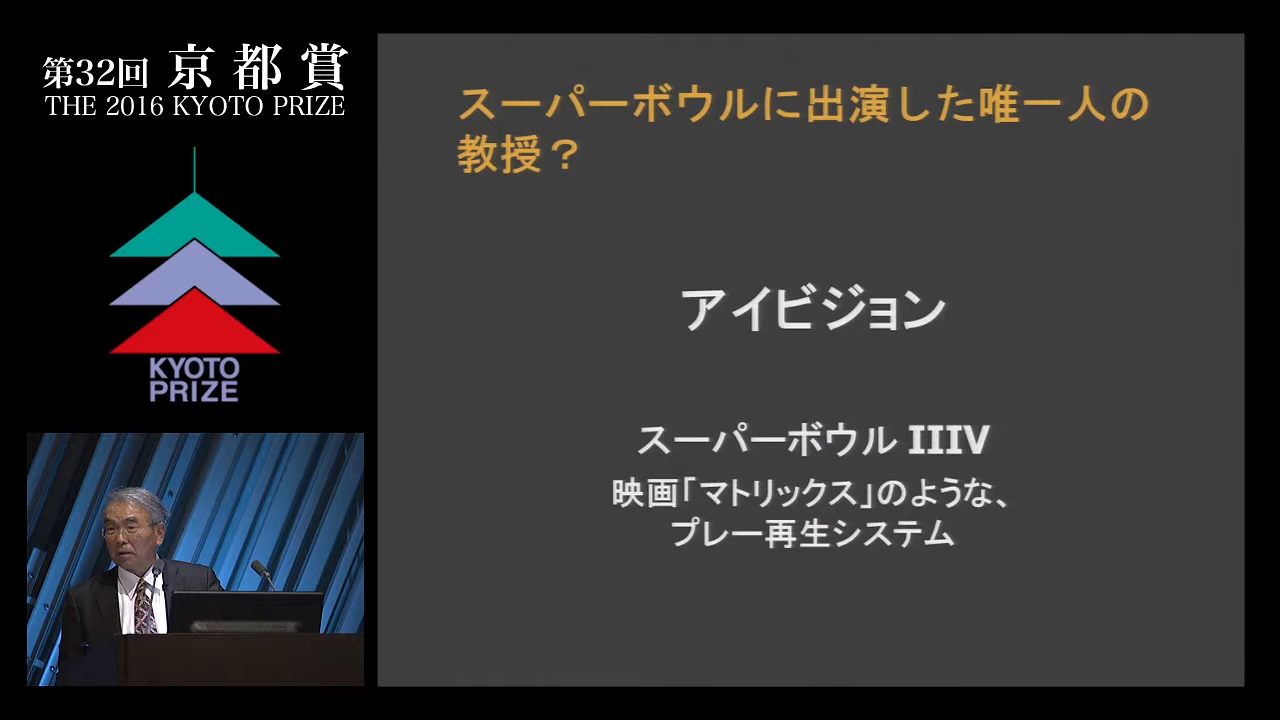 第32回 京都賞
THE 2016 KYOTO PRIZE
KYOTO
PRIZE
スーパーボウルに出演した唯一人の
教授？
アイビジョン
スーパーボウル IIIV
映画「マトリックス」のような、
プレー再生システム